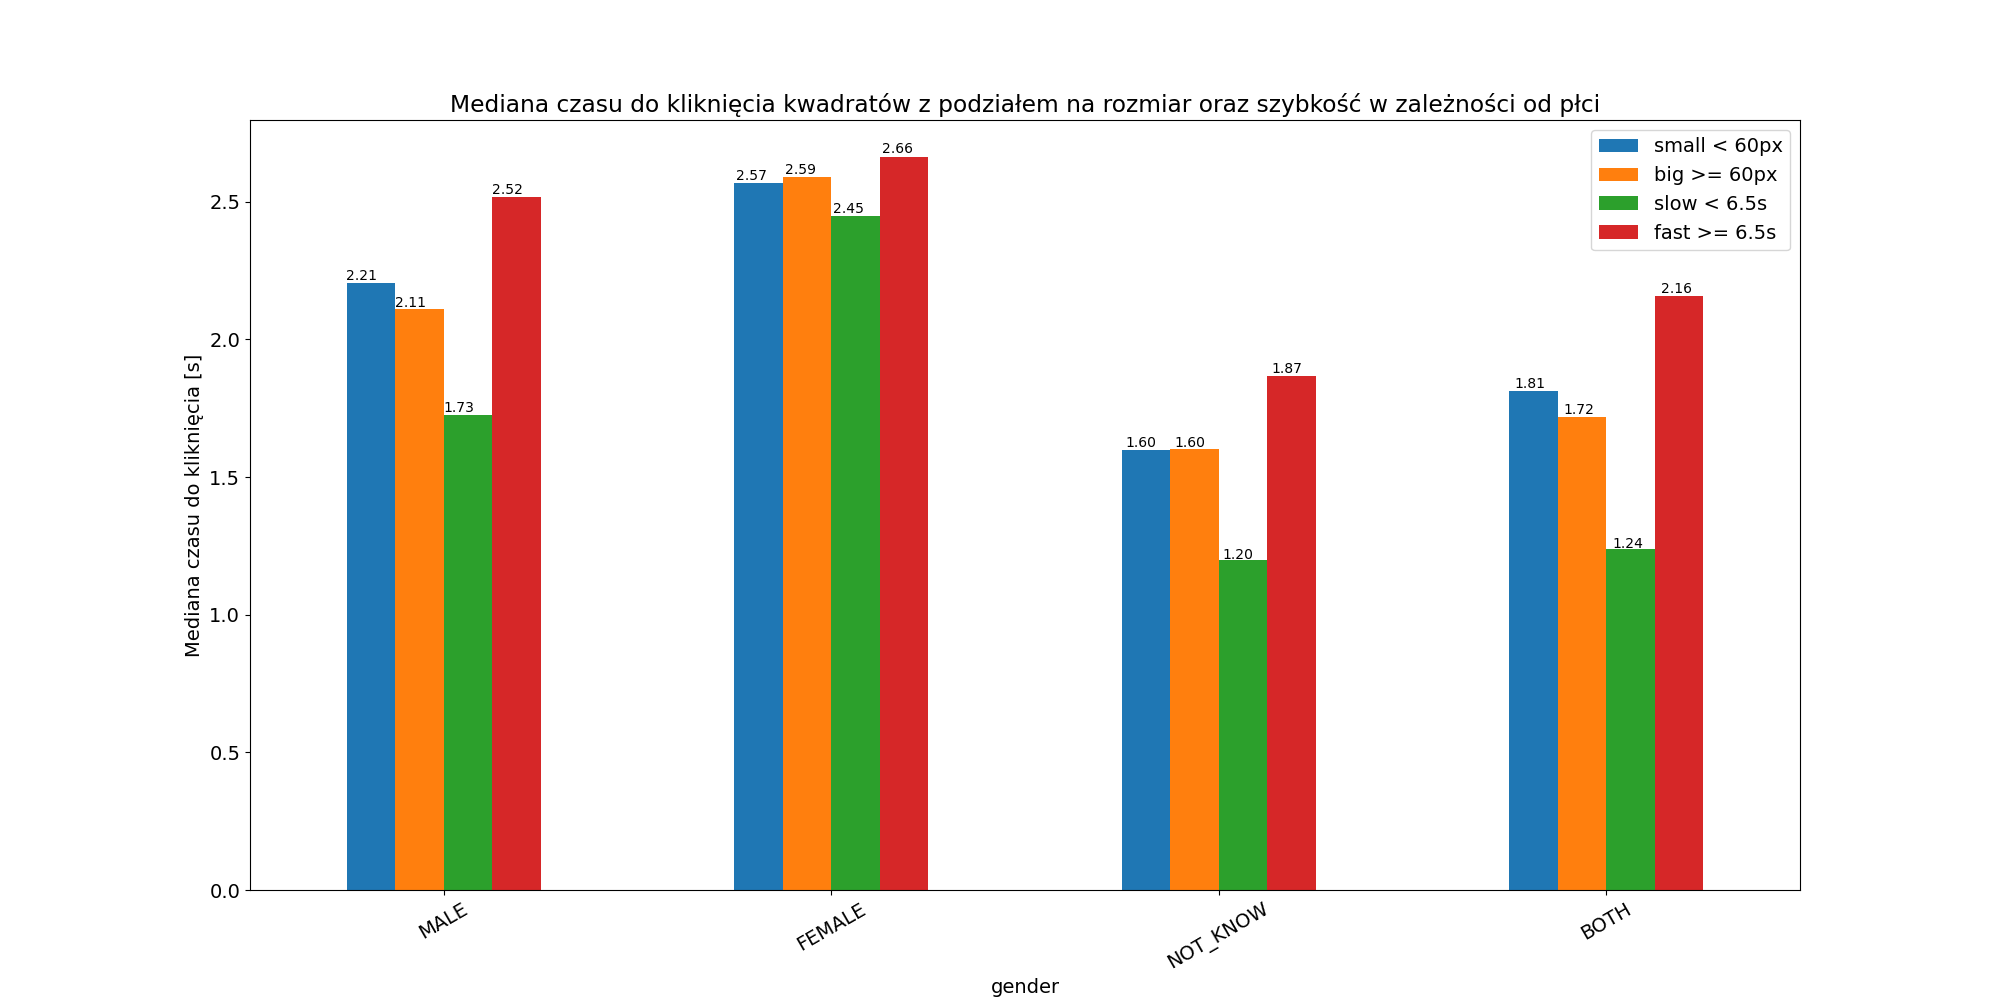 Mediana czasu do kliknięcia kwadratów z podziałem na rozmiar oraz szybkość w zależności od płci
small < 60px
big >= 60px
slow < 6.5s
fast >= 6.5s
Mediana czasu do kliknięcia [s]
2.5
2.0
1.5
1.0
0.5
0.0
2.21
2.11
1.73
2.52
2.57
2.59
2.45
2.66
1.60
1.60
1.20
1.87
1.81
1.72
1.24
2.16
MALE
FEMALE
NOT_KNOW
BOTH
gender